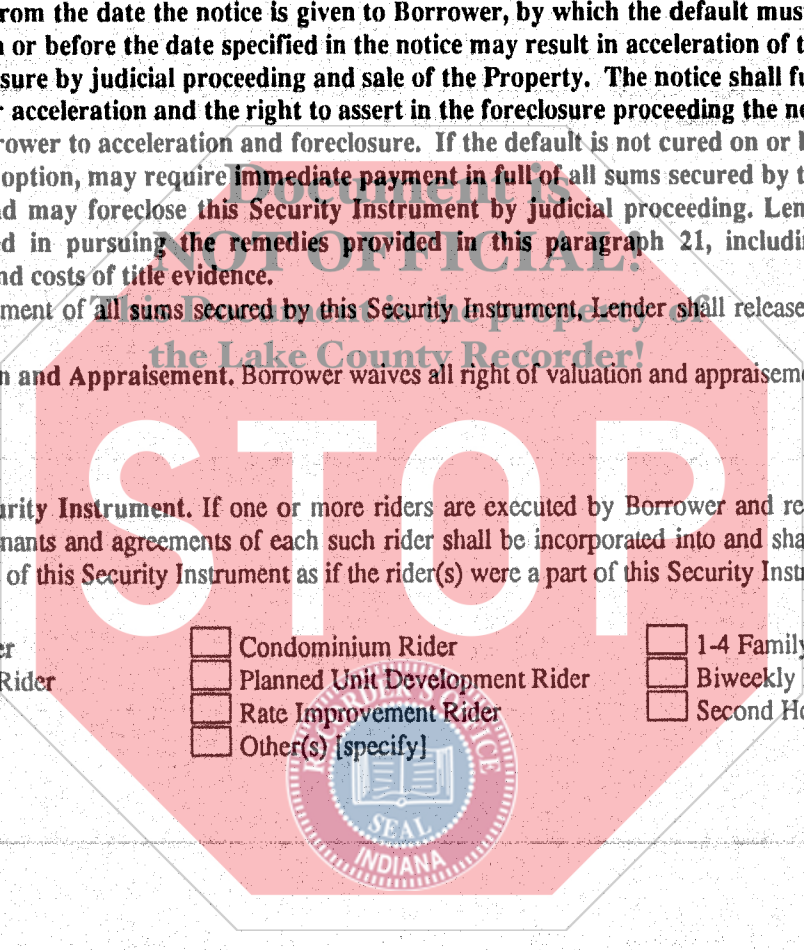 rom the date the notice is given to Borrower, by which the default mus
or before the date specified in the notice may result in acceleration of t
sure by judicial proceeding and sale of the Property. The notice shall fu
acceleration and the right to assert in the foreclosure proceeding the no
rower to acceleration and foreclosure. If the default is not cured on or
option, may require immediate payment in full of all sums secured by t
Document is
d may foreclose this Security Instrument by judicial proceeding. Len
d in pursuing the remedies provided in this paragraph 21, includi
NOT OFFICIAL!
nd costs of title evidence.
ment of all sums secured by this Security Instrument, Lender shall release
This Document is the property of
the Lake County Recorder!
n and Appraisement. Borrower waives all right of valuation and appraiseme
STOP
urity Instrument. If one or more riders are executed by Borrower and re
nants and agreements of each such rider shall be incorporated into and sha
of this Security Instrument as if the rider(s) were a part of this Security Instr
er Condominium Rider 1-4 Family
Rider Planned Unit Development Rider Biweekly
Rate Improvement Rider Second Ho
Other(s) [specify]
RECORDER'S OFFICE
SEAL
INDIANA